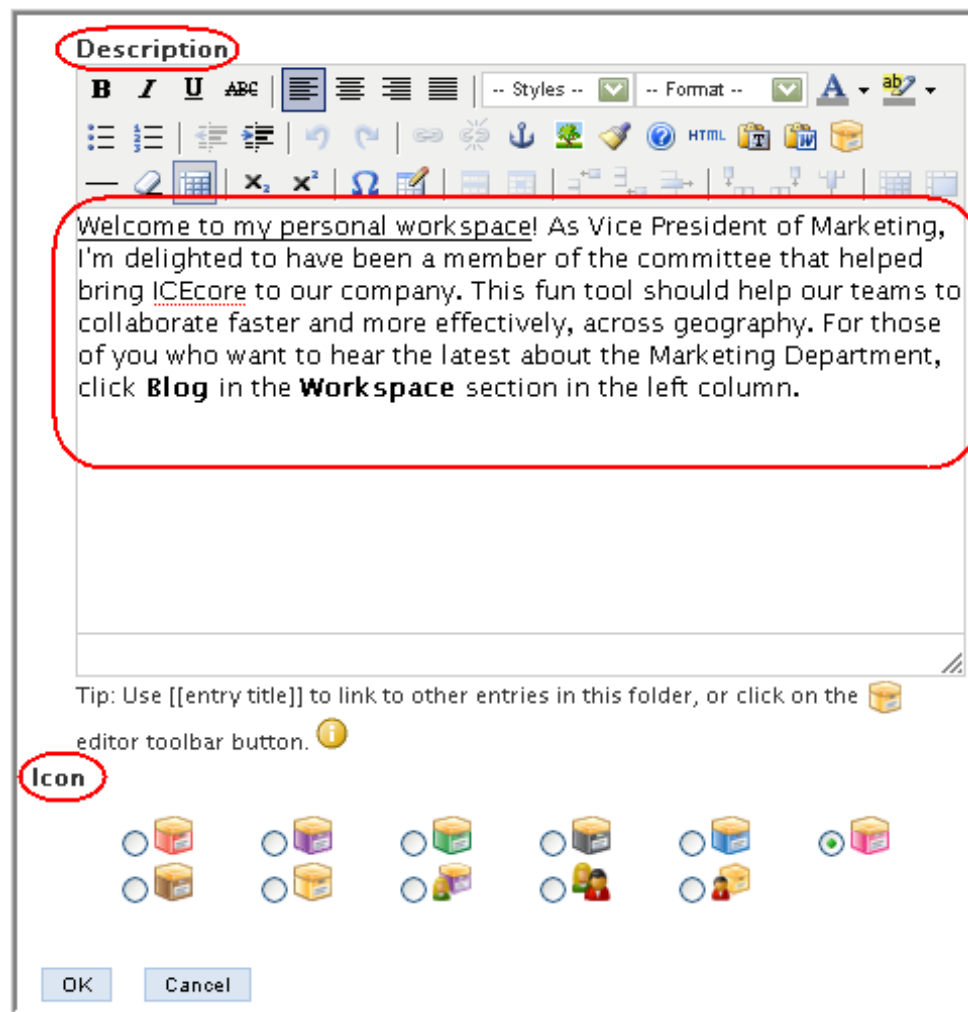 Description
B I U ABC -- Styles -- -- Format -- A ab
HTML T W
X₂ X² Ω
Welcome to my personal workspace! As Vice President of Marketing,
I'm delighted to have been a member of the committee that helped
bring ICEcore to our company. This fun tool should help our teams to
collaborate faster and more effectively, across geography. For those
of you who want to hear the latest about the Marketing Department,
click Blog in the Workspace section in the left column.
Tip: Use [[entry title]] to link to other entries in this folder, or click on the
editor toolbar button.
Icon
OK Cancel